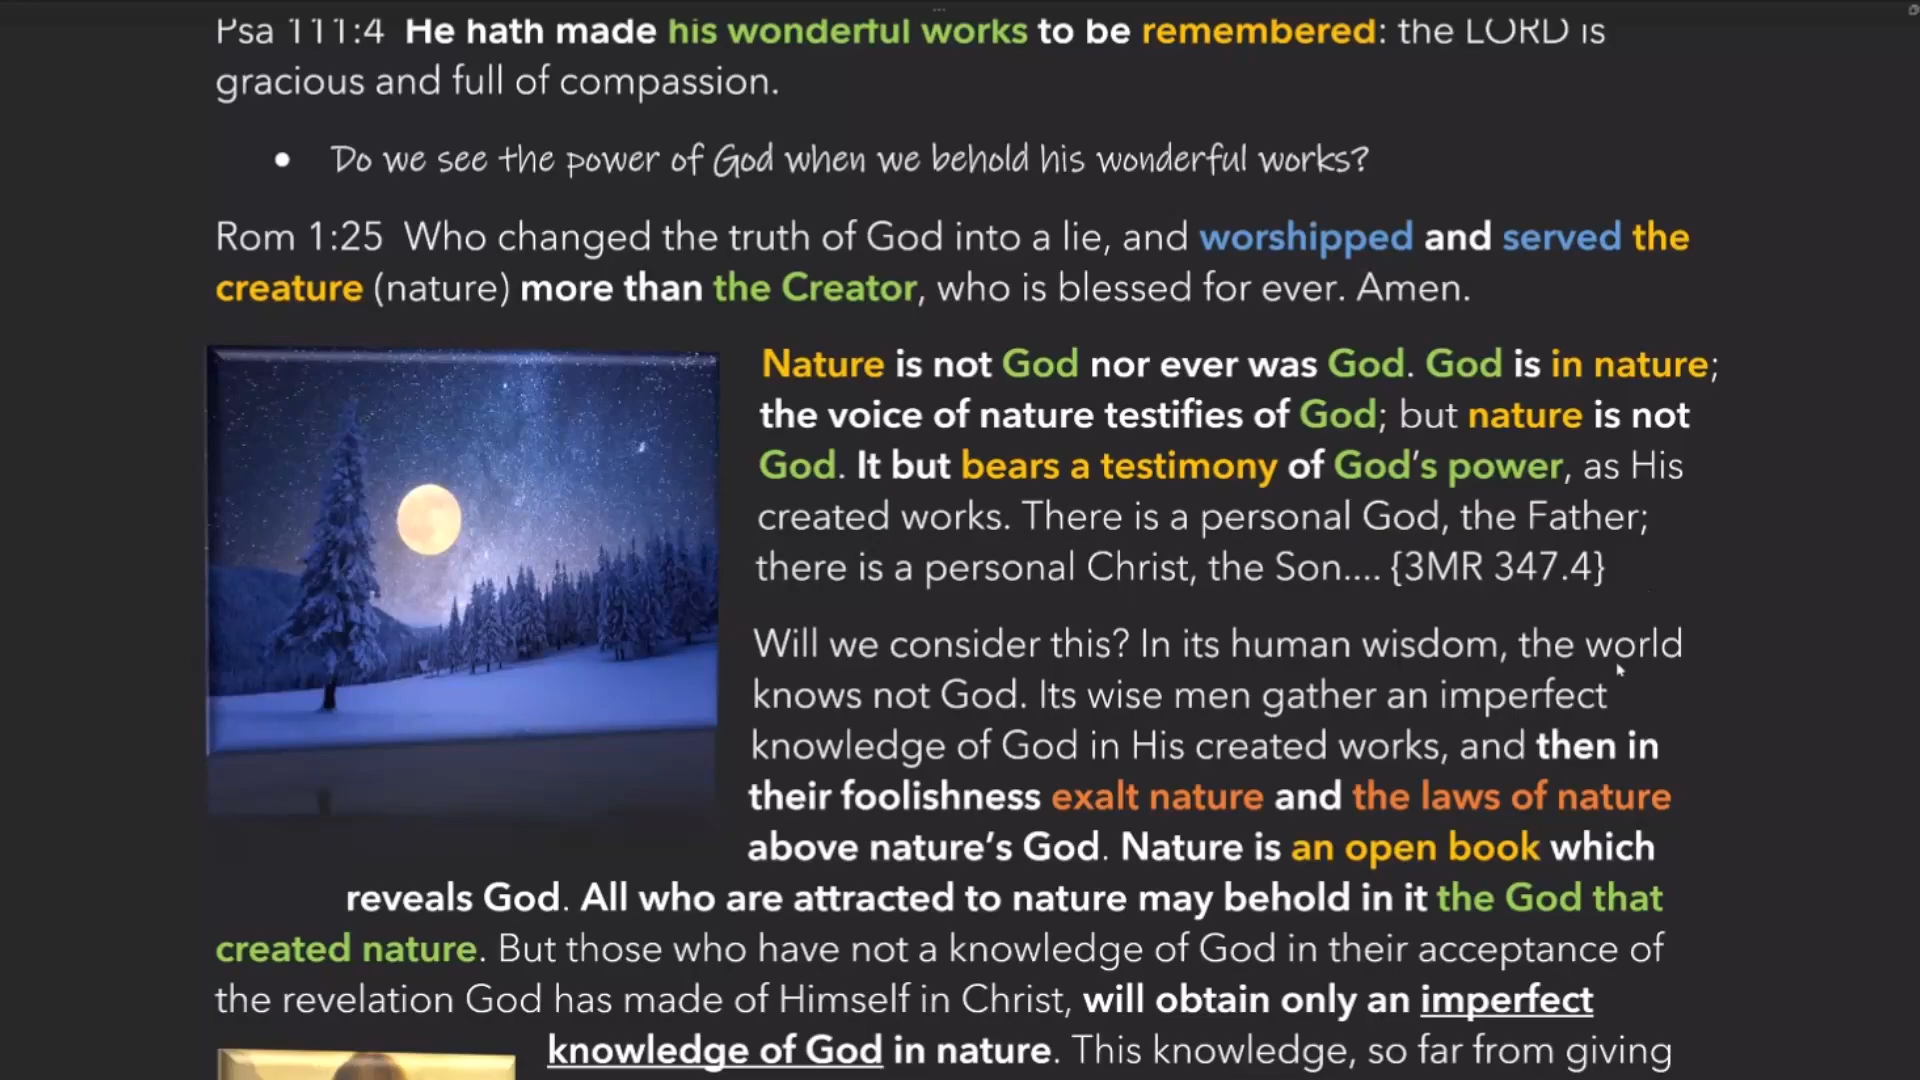 Psa 111:4  He hath made his wonderful works to be remembered: the LORD is
gracious and full of compassion.
• Do we see the power of God when we behold his wonderful works?
Rom 1:25  Who changed the truth of God into a lie, and worshipped and served the
creature (nature) more than the Creator, who is blessed for ever. Amen.
Nature is not God nor ever was God. God is in nature;
the voice of nature testifies of God; but nature is not
God. It but bears a testimony of God’s power, as His
created works. There is a personal God, the Father;
there is a personal Christ, the Son.... {3MR 347.4}
Will we consider this? In its human wisdom, the world
knows not God. Its wise men gather an imperfect
knowledge of God in His created works, and then in
their foolishness exalt nature and the laws of nature
above nature’s God. Nature is an open book which
reveals God. All who are attracted to nature may behold in it the God that
created nature. But those who have not a knowledge of God in their acceptance of
the revelation God has made of Himself in Christ, will obtain only an imperfect
knowledge of God in nature. This knowledge, so far from giving